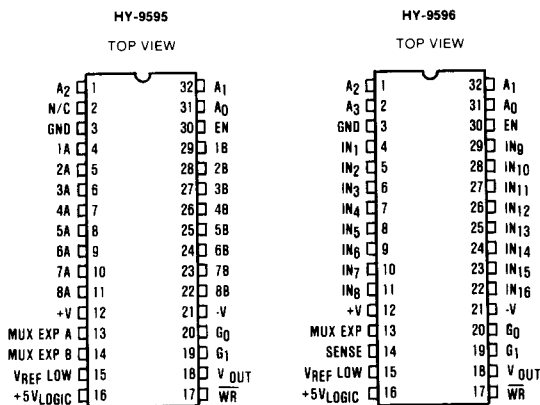 HY-9595
TOP VIEW
A2 1 32 A1
N/C 2 31 A0
GND 3 30 EN
1A 4 29 1B
2A 5 28 2B
3A 6 27 3B
4A 7 26 4B
5A 8 25 5B
6A 9 24 6B
7A 10 23 7B
8A 11 22 8B
+V 12 21 -V
MUX EXP A 13 20 G0
MUX EXP B 14 19 G1
VREF LOW 15 18 V OUT
+5VLOGIC 16 17 WR
HY-9596
TOP VIEW
A2 1 32 A1
A3 2 31 A0
GND 3 30 EN
IN1 4 29 IN9
IN2 5 28 IN10
IN3 6 27 IN11
IN4 7 26 IN12
IN5 8 25 IN13
IN6 9 24 IN14
IN7 10 23 IN15
IN8 11 22 IN16
+V 12 21 -V
MUX EXP 13 20 G0
SENSE 14 19 G1
VREF LOW 15 18 V OUT
+5VLOGIC 16 17 WR